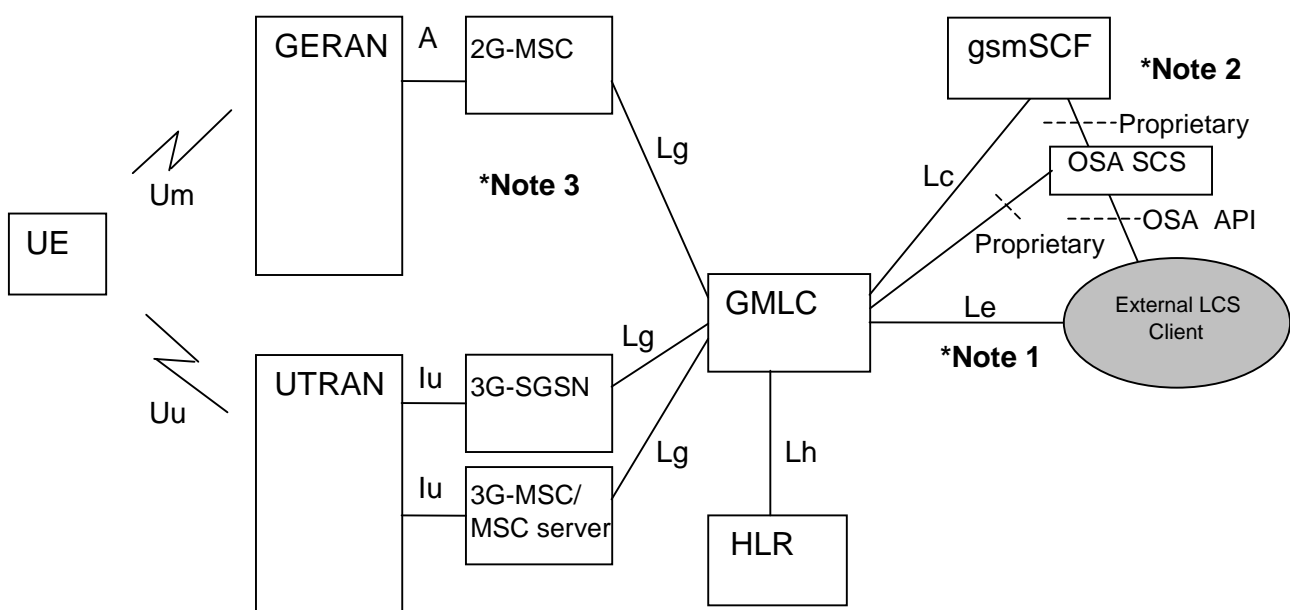 GERAN
A
2G-MSC
gsmSCF
*Note 2
Proprietary
Lg
OSA SCS
Lc
*Note 3
Um
OSA API
Proprietary
UE
GMLC
External LCS
Client
Le
Lg
*Note 1
UTRAN
Iu
3G-SGSN
Uu
Lg
Lh
Iu
3G-MSC/
MSC server
HLR